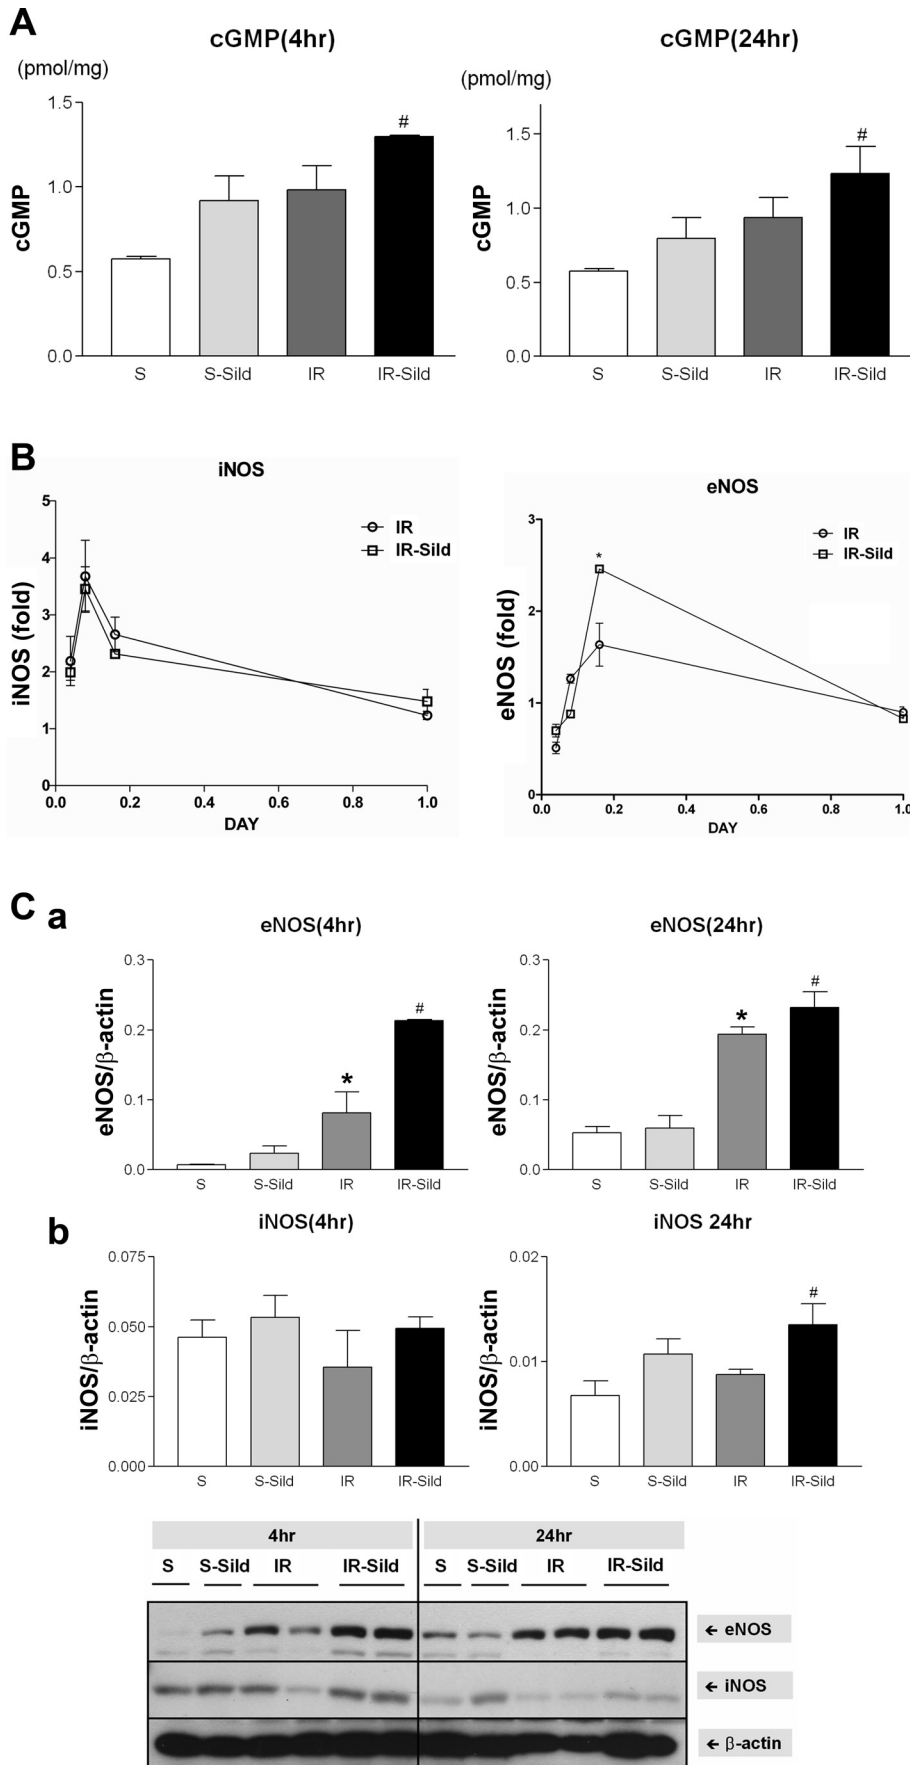 A
cGMP(4hr)
cGMP(24hr)
(pmol/mg)
(pmol/mg)
cGMP
1.5
1.0
0.5
0.0
S S-Sild IR IR-Sild
#
cGMP
1.5
1.0
0.5
0.0
S S-Sild IR IR-Sild
#
B
iNOS
iNOS (fold)
5
4
3
2
1
0
0.0 0.2 0.4 0.6 0.8 1.0
DAY
IR
IR-Sild
eNOS
eNOS (fold)
3
2
1
0
0.0 0.2 0.4 0.6 0.8 1.0
DAY
IR
IR-Sild
*
C a
eNOS(4hr)
eNOS/β-actin
0.3
0.2
0.1
0.0
S S-Sild IR IR-Sild
*
#
eNOS(24hr)
eNOS/β-actin
0.3
0.2
0.1
0.0
S S-Sild IR IR-Sild
*
#
b
iNOS(4hr)
iNOS/β-actin
0.075
0.050
0.025
0.000
S S-Sild IR IR-Sild
iNOS 24hr
iNOS/β-actin
0.02
0.01
0.00
S S-Sild IR IR-Sild
#
4hr 24hr
S S-Sild IR IR-Sild S S-Sild IR IR-Sild
← eNOS
← iNOS
← β-actin